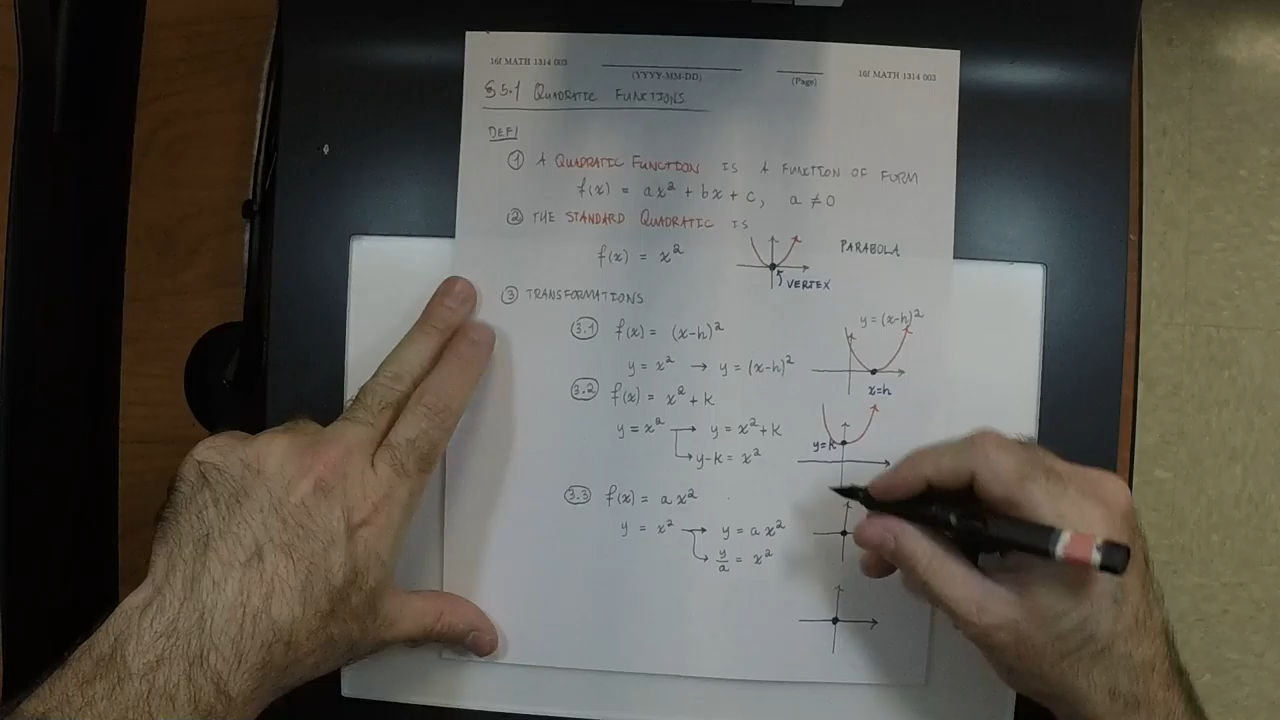 16f MATH 1314 003
(YYYY-MM-DD)
(Page)
16f MATH 1314 003
§5.1 QUADRATIC FUNCTIONS
DEF|
① A QUADRATIC FUNCTION IS A FUNCTION OF FORM
f(x) = ax² + bx + c, a ≠ 0
② THE STANDARD QUADRATIC IS
f(x) = x²
PARABOLA
VERTEX
③ TRANSFORMATIONS
3.1 f(x) = (x-h)²
y = (x-h)²
y = x² → y = (x-h)²
x=h
3.2 f(x) = x² + k
y = x² → y = x²+k
y=k
y-k = x²
3.3 f(x) = a x²
y = x² → y = a x²
y/a = x²